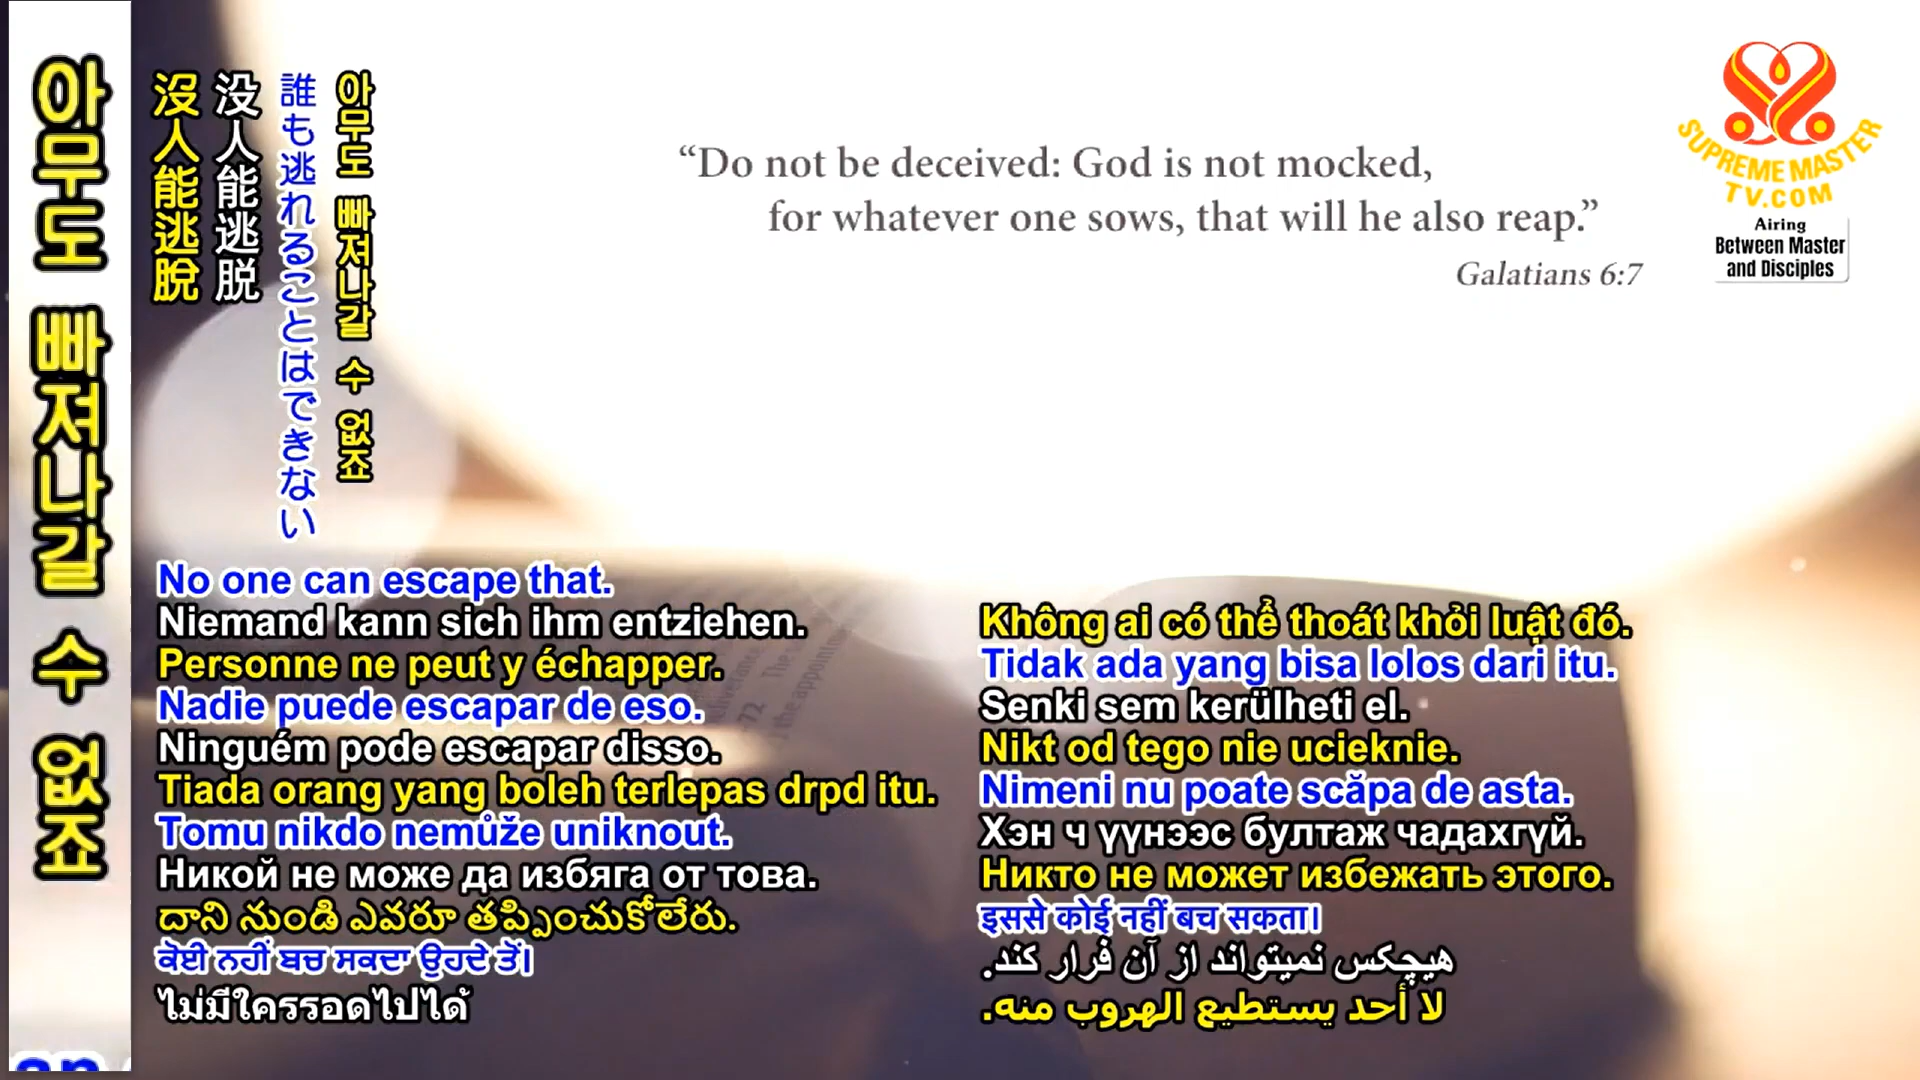 아무도 빠져나갈 수 없죠
沒人能逃脫
没人能逃脱
誰も逃れることはできない
아무도 빠져나갈 수 없죠
“Do not be deceived: God is not mocked,
for whatever one sows, that will he also reap.”
Galatians 6:7
SUPREME MASTER
TV.COM
Airing
Between Master
and Disciples
No one can escape that.
Niemand kann sich ihm entziehen.
Personne ne peut y échapper.
Nadie puede escapar de eso.
Ninguém pode escapar disso.
Tiada orang yang boleh terlepas drpd itu.
Tomu nikdo nemůže uniknout.
Никой не може да избяга от това.
దాని నుండి ఎవరూ తప్పించుకోలేరు.
ਕੋਈ ਨਹੀਂ ਬਚ ਸਕਦਾ ਉਹਦੇ ਤੋਂ।
ไม่มีใครรอดไปได้
Không ai có thể thoát khỏi luật đó.
Tidak ada yang bisa lolos dari itu.
Senki sem kerülheti el.
Nikt od tego nie ucieknie.
Nimeni nu poate scăpa de asta.
Хэн ч үүнээс бултаж чадахгүй.
Никто не может избежать этого.
इससे कोई नहीं बच सकता।
هیچکس نمیتواند از آن فرار کند.
لا أحد يستطيع الهروب منه.